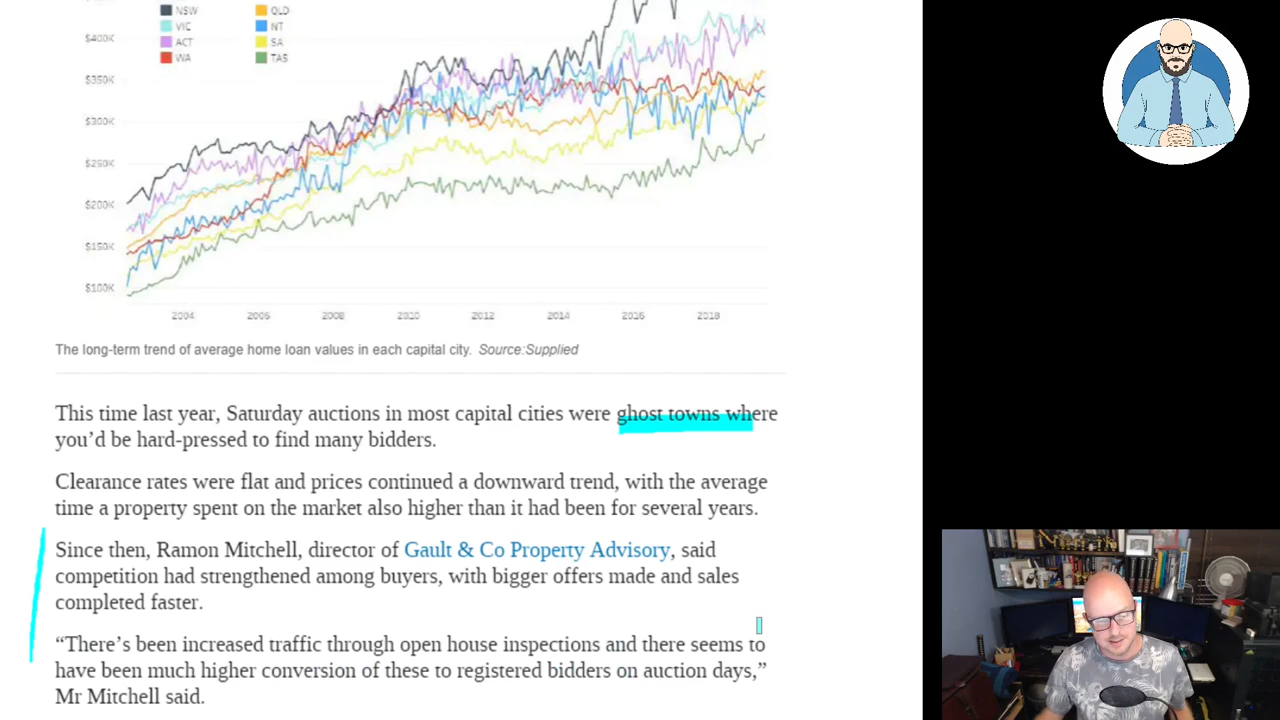 NSW QLD
VIC NT
ACT SA
WA TAS
$400K
$350K
$300K
$250K
$200K
$150K
$100K
2004 2006 2008 2010 2012 2014 2016 2018
The long-term trend of average home loan values in each capital city. Source:Supplied
This time last year, Saturday auctions in most capital cities were ghost towns where
you’d be hard-pressed to find many bidders.
Clearance rates were flat and prices continued a downward trend, with the average
time a property spent on the market also higher than it had been for several years.
Since then, Ramon Mitchell, director of Gault & Co Property Advisory, said
competition had strengthened among buyers, with bigger offers made and sales
completed faster.
“There’s been increased traffic through open house inspections and there seems to
have been much higher conversion of these to registered bidders on auction days,”
Mr Mitchell said.